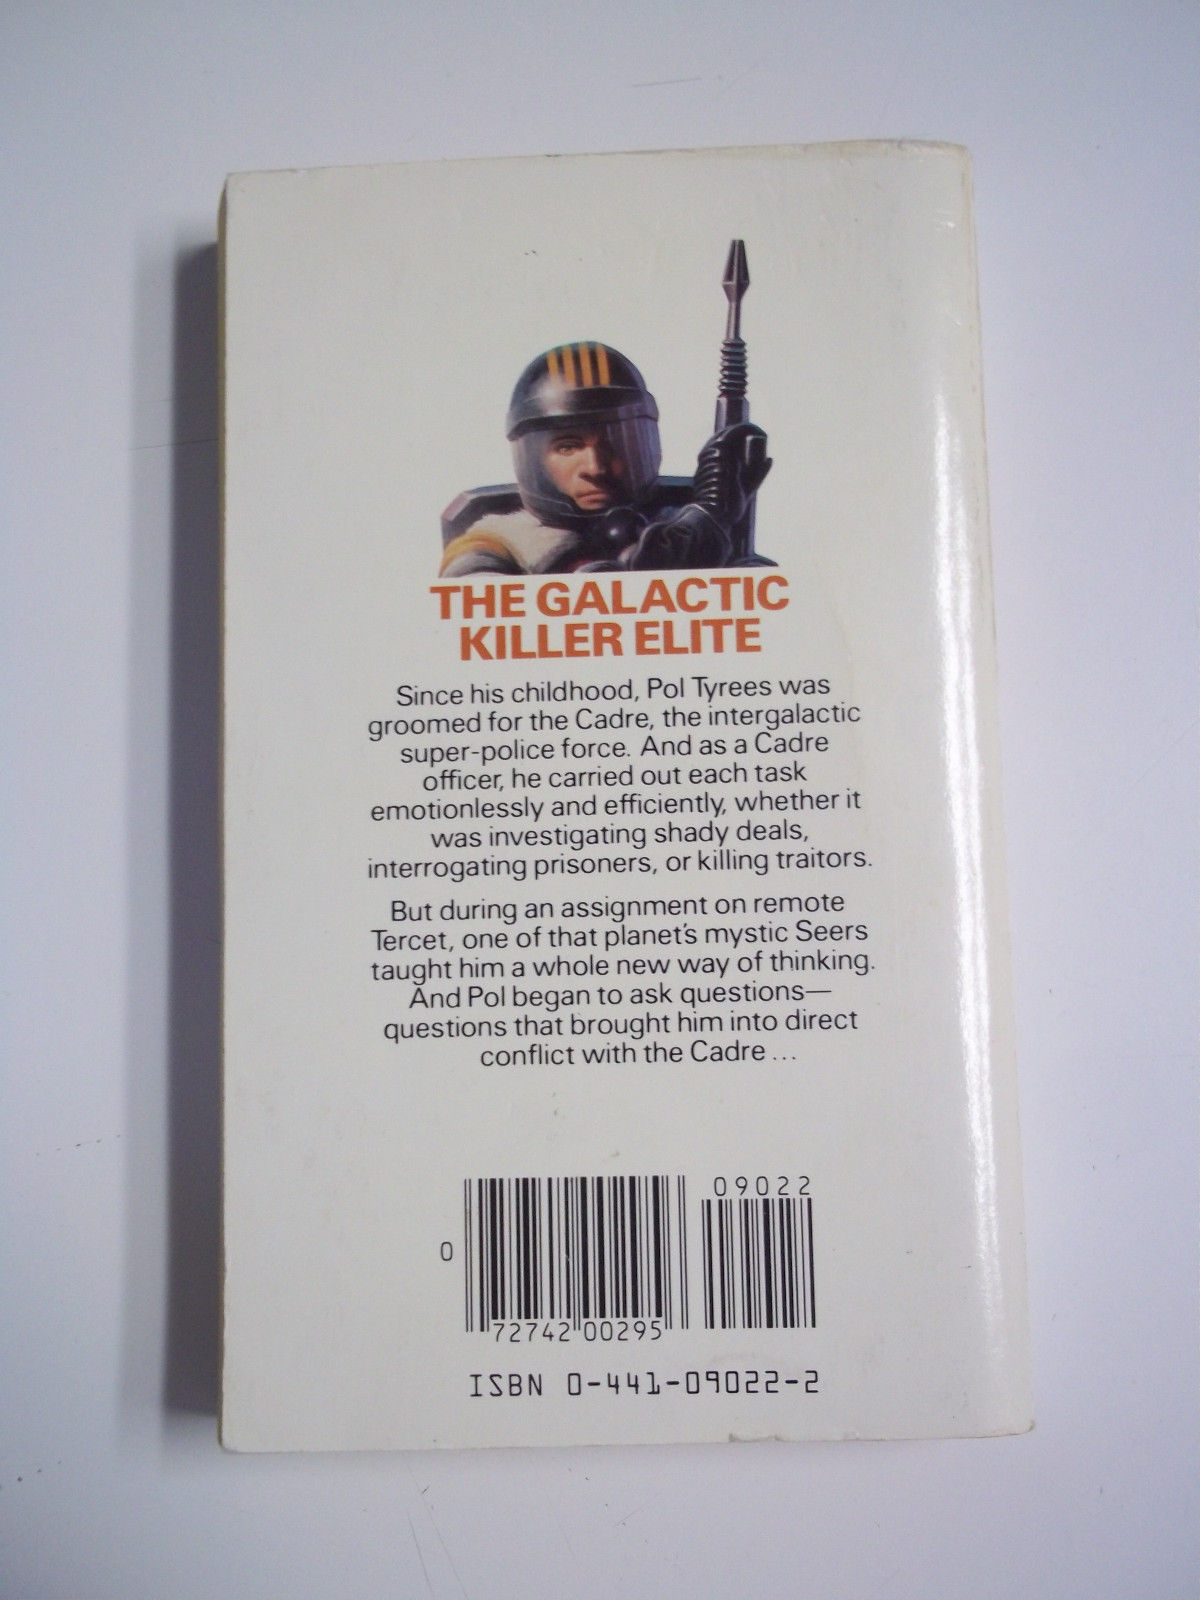 THE GALACTIC
KILLER ELITE
Since his childhood, Pol Tyrees was
groomed for the Cadre, the intergalactic
super-police force. And as a Cadre
officer, he carried out each task
emotionlessly and efficiently, whether it
was investigating shady deals,
interrogating prisoners, or killing traitors.
But during an assignment on remote
Tercet, one of that planet's mystic Seers
taught him a whole new way of thinking.
And Pol began to ask questions—
questions that brought him into direct
conflict with the Cadre ...
09022
0
72742 00295
ISBN 0-441-09022-2